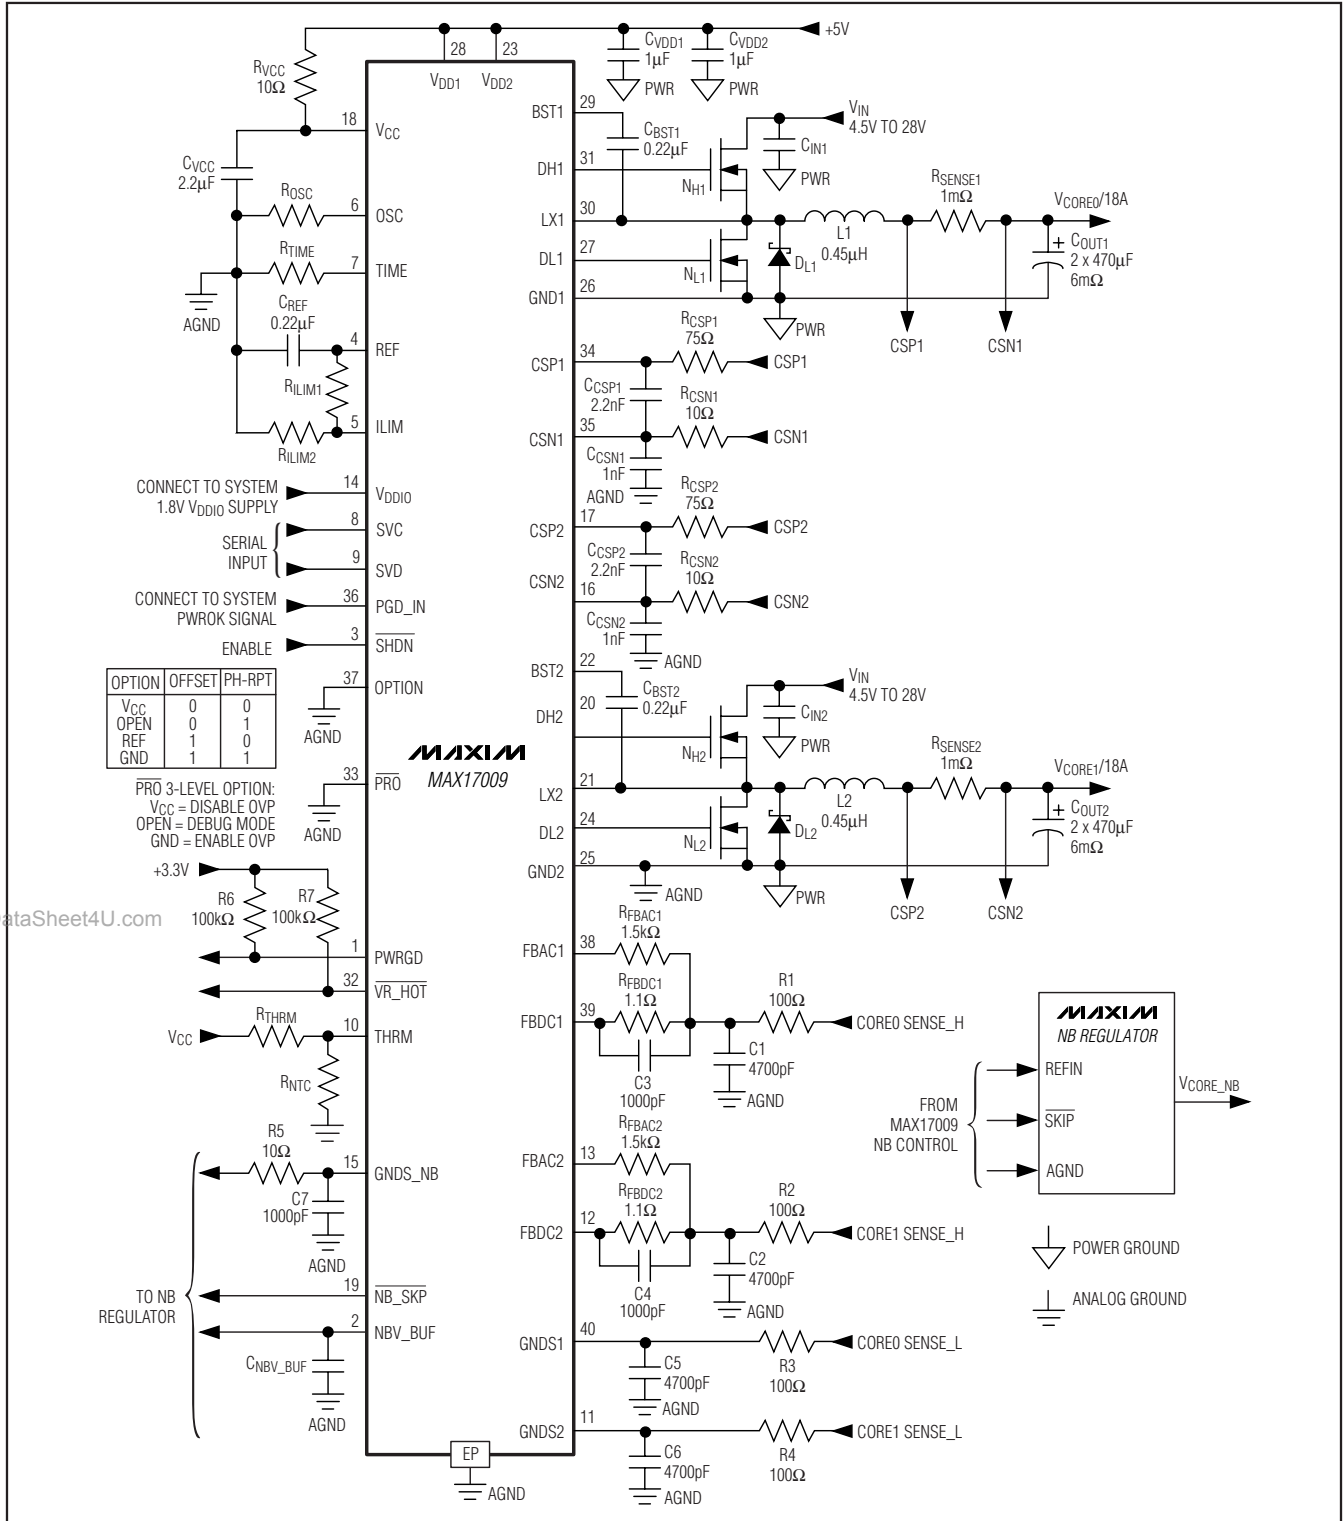 +5V
CVDD1
1µF
PWR
CVDD2
1µF
PWR
28
23
VDD1
VDD2
RVCC
10Ω
18
VCC
CVCC
2.2µF
ROSC
6
OSC
RTIME
7
TIME
AGND
CREF
0.22µF
4
REF
RILIM1
5
ILIM
RILIM2
CONNECT TO SYSTEM
1.8V VDDIO SUPPLY
14
VDDIO
SERIAL
INPUT
8
SVC
9
SVD
CONNECT TO SYSTEM
PWROK SIGNAL
36
PGD_IN
ENABLE
3
SHDN
OPTION OFFSET PH-RPT
VCC 0 0
OPEN 0 1
REF 1 0
GND 1 1
37
OPTION
AGND
PRO 3-LEVEL OPTION:
VCC = DISABLE OVP
OPEN = DEBUG MODE
GND = ENABLE OVP
33
PRO
AGND
MAXIM
MAX17009
+3.3V
R6
100kΩ
R7
100kΩ
ataSheet4U.com
1
PWRGD
32
VR_HOT
VCC
RTHRM
10
THRM
RNTC
R5
10Ω
15
GNDS_NB
C7
1000pF
AGND
TO NB
REGULATOR
19
NB_SKP
2
NBV_BUF
CNBV_BUF
AGND
EP
AGND
BST1
29
CBST1
0.22µF
VIN
4.5V TO 28V
CIN1
PWR
DH1
31
NH1
LX1
30
L1
0.45µH
RSENSE1
1mΩ
VCORE0/18A
COUT1
2 x 470µF
6mΩ
+
DL1
27
NL1
DL1
GND1
26
PWR
CSP1
CSN1
CSP1
34
RCSP1
75Ω
CSP1
CCSP1
2.2nF
RCSN1
10Ω
CSN1
35
CSN1
CCSN1
1nF
AGND
CSP2
17
RCSP2
75Ω
CSP2
CCSP2
2.2nF
RCSN2
10Ω
CSN2
16
CSN2
CCSN2
1nF
AGND
BST2
22
CBST2
0.22µF
VIN
4.5V TO 28V
CIN2
PWR
DH2
20
NH2
LX2
21
L2
0.45µH
RSENSE2
1mΩ
VCORE1/18A
COUT2
2 x 470µF
6mΩ
+
DL2
24
NL2
DL2
GND2
25
AGND
PWR
CSP2
CSN2
FBAC1
38
RFBAC1
1.5kΩ
FBDC1
39
RFBDC1
1.1Ω
C3
1000pF
R1
100Ω
CORE0 SENSE_H
C1
4700pF
AGND
FBAC2
13
RFBAC2
1.5kΩ
FBDC2
12
RFBDC2
1.1Ω
C4
1000pF
R2
100Ω
CORE1 SENSE_H
C2
4700pF
AGND
GNDS1
40
R3
100Ω
CORE0 SENSE_L
C5
4700pF
AGND
GNDS2
11
R4
100Ω
CORE1 SENSE_L
C6
4700pF
AGND
MAXIM
NB REGULATOR
REFIN
SKIP
AGND
FROM
MAX17009
NB CONTROL
VCORE_NB
POWER GROUND
ANALOG GROUND